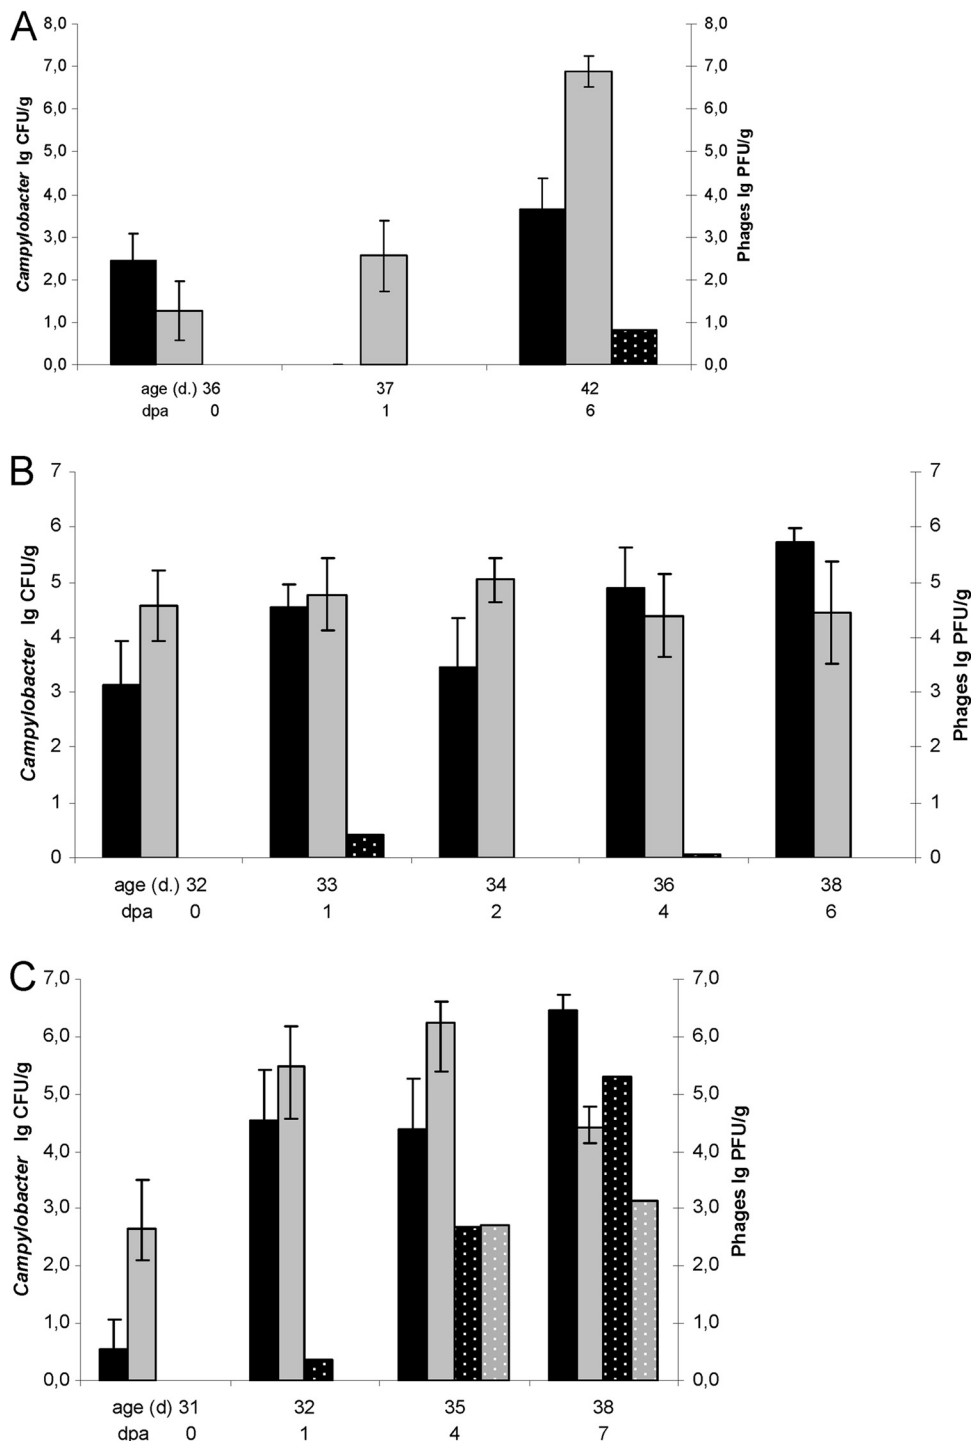 A
8,0 8,0
7,0 7,0
6,0 6,0
5,0 5,0
4,0 4,0
3,0 3,0
2,0 2,0
1,0 1,0
0,0 0,0
Campylobacter lg CFU/g
Phages lg PFU/g
age (d.) 36 37 42
dpa 0 1 6
B
7 7
6 6
5 5
4 4
3 3
2 2
1 1
0 0
Campylobacter lg CFU/g
Phages lg PFU/g
age (d.) 32 33 34 36 38
dpa 0 1 2 4 6
C
7,0 7,0
6,0 6,0
5,0 5,0
4,0 4,0
3,0 3,0
2,0 2,0
1,0 1,0
0,0 0,0
Campylobacter lg CFU/g
Phages lg PFU/g
age (d) 31 32 35 38
dpa 0 1 4 7